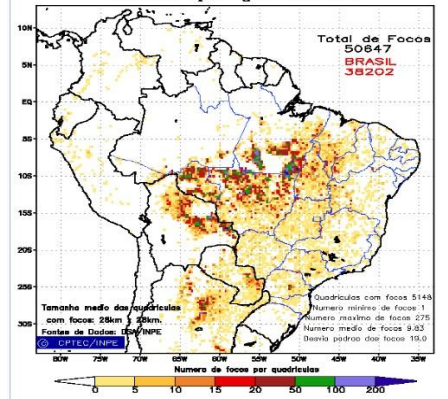 Total de Focos
50647
BRASIL
38202
10N
5N
EQ
5S
10S
15S
20S
25S
30S
Tamanho medio das quadriculas
com focos: 28km x 28km.
Fontes de Dados: DSA/INPE
© CPTEC/INPE
Quadriculas com focos 5148
Numero minimo de focos 1
Numero maximo de focos 275
Numero medio de focos 9.83
Desvio padrao dos focos 19.0
80W 75W 70W 65W 60W 55W 50W 45W 40W 35W
Numero de focos por quadriculas
0 5 10 15 20 50 100 200